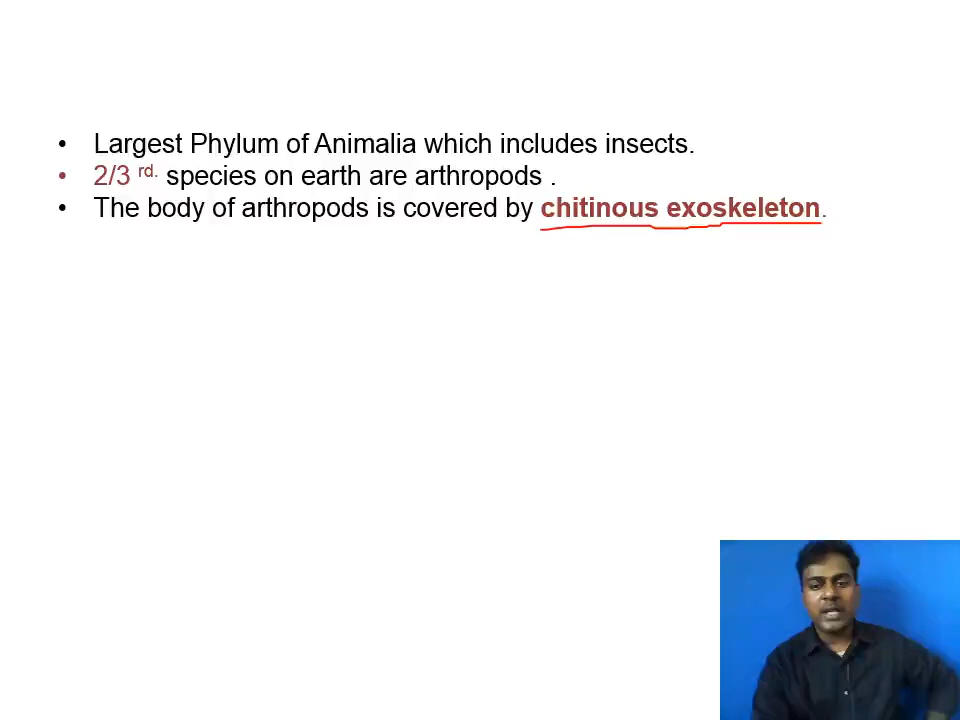 • Largest Phylum of Animalia which includes insects.
• 2/3 rd. species on earth are arthropods .
• The body of arthropods is covered by chitinous exoskeleton.